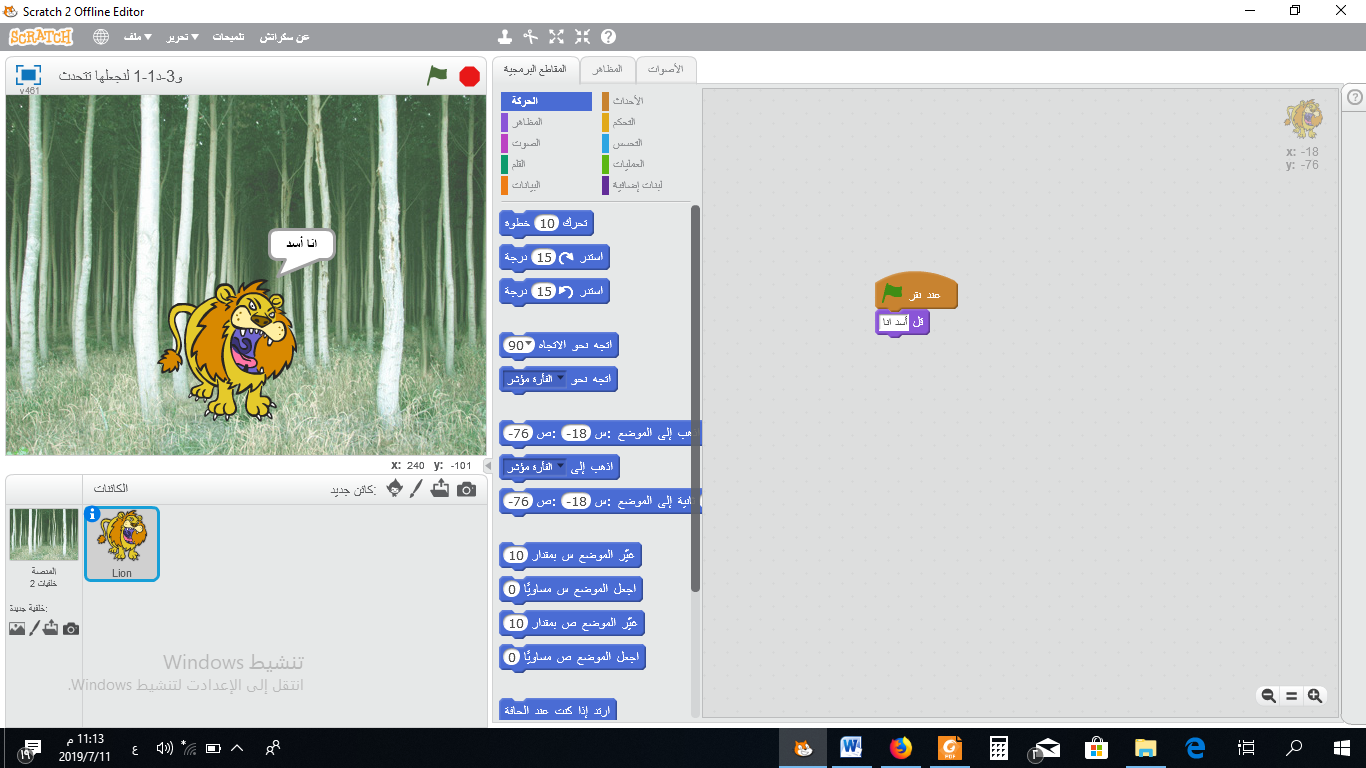 Scratch 2 Offline Editor
SCRATCH
ملف
تحرير
تلميحات
عن سكراتش
و3-د1-1 لنجعلها تتحدث
v461
انا أسد
x: 240 y: -101
الكائنات
كائن جديد:
Lion
المنصة
2 خلفيات
خلفية جديدة:
المقاطع البرمجية
المظاهر
الأصوات
الحركة
المظاهر
الصوت
القلم
البيانات
الأحداث
التحكم
التحسس
العمليات
لبنات إضافية
تحرك 10 خطوة
استدر 15 درجة
استدر 15 درجة
اتجه نحو الاتجاه 90
اتجه نحو الفأرة مؤشر
ذهب إلى الموضع :س -18 :ص -76
اذهب إلى الفأرة مؤشر
انية إلى الموضع :س -18 :ص -76
غيّر الموضع س بمقدار 10
اجعل الموضع س مساويًا 0
غيّر الموضع ص بمقدار 10
اجعل الموضع ص مساويًا 0
ارتد إذا كنت عند الحافة
عند نقر
قل أسد انا
x: -18
y: -76
تنشيط Windows
انتقل إلى الإعدادت لتنشيط Windows.
11:13 م
2019/7/11
ع
١٩
٢
PDF